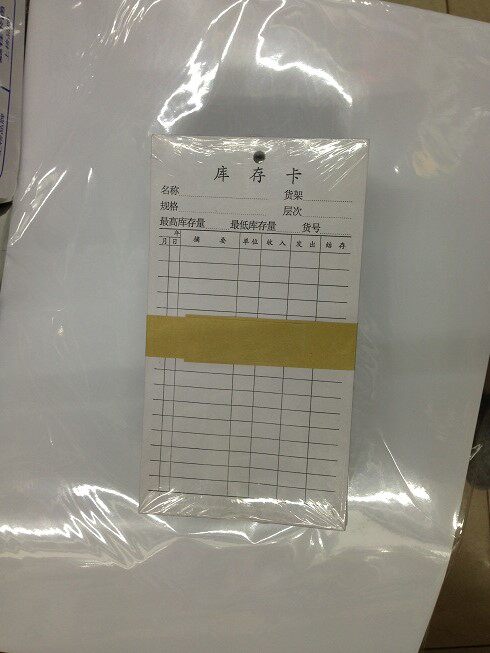 库存卡
名称 货架
规格 层次
最高库存量 最低库存量 货号
年
月 日 摘要 单位 收入 发出 结存